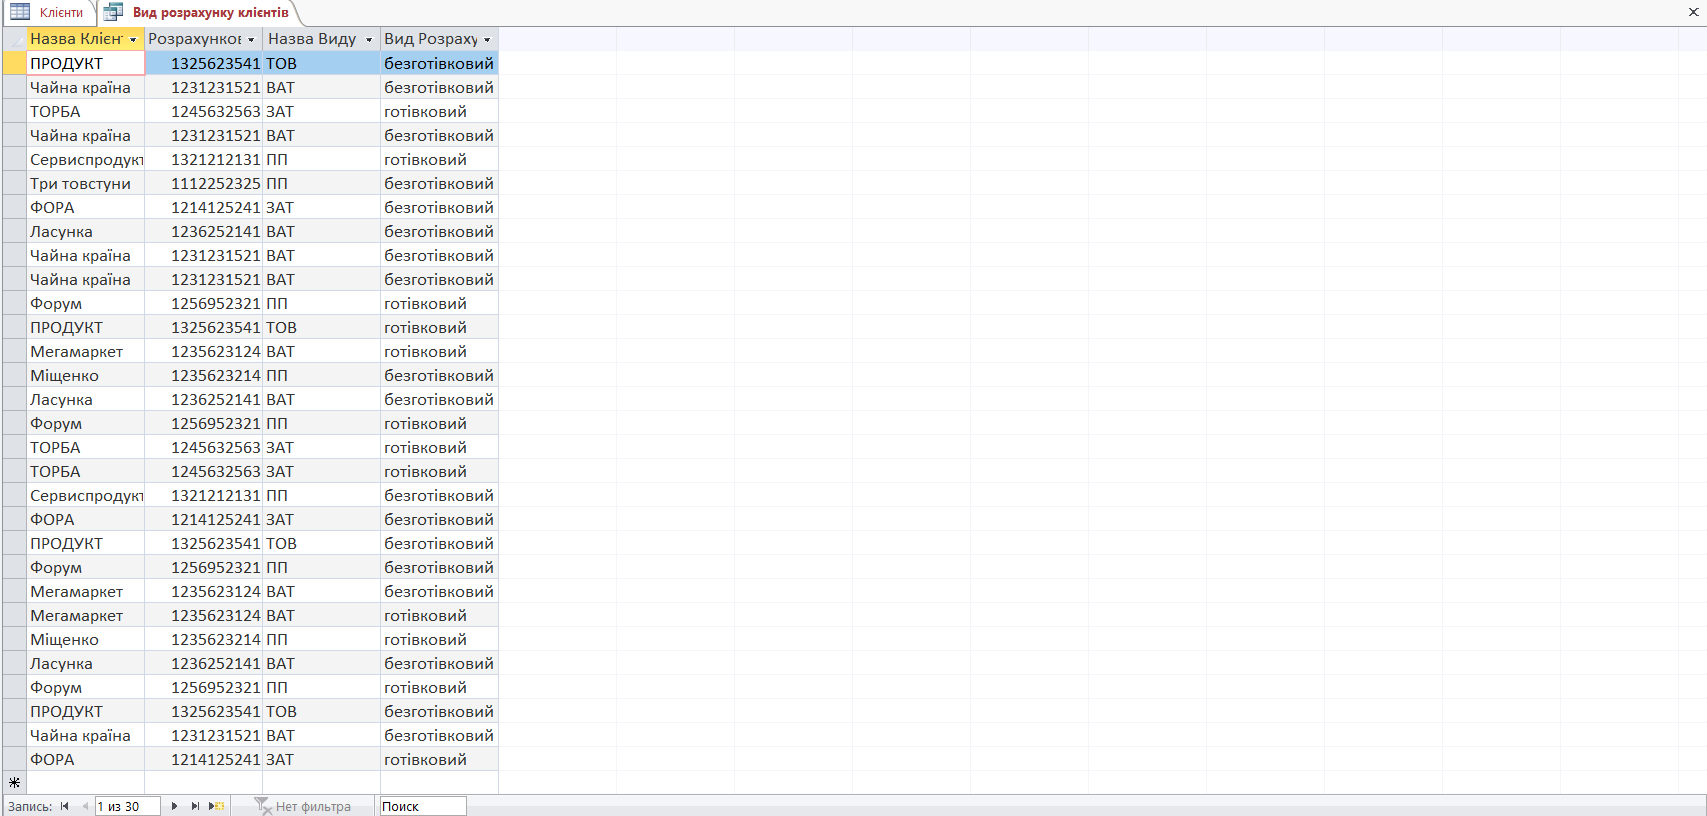 Клієнти Вид розрахунку клієнтів
Назва Клієн Розрахунков Назва Виду Вид Розраху
ПРОДУКТ 1325623541 ТОВ безготівковий
Чайна країна 1231231521 ВАТ безготівковий
ТОРБА 1245632563 ЗАТ готівковий
Чайна країна 1231231521 ВАТ безготівковий
Сервиспродукт 1321212131 ПП готівковий
Три товстуни 1112252325 ПП безготівковий
ФОРА 1214125241 ЗАТ безготівковий
Ласунка 1236252141 ВАТ безготівковий
Чайна країна 1231231521 ВАТ безготівковий
Чайна країна 1231231521 ВАТ безготівковий
Форум 1256952321 ПП готівковий
ПРОДУКТ 1325623541 ТОВ готівковий
Мегамаркет 1235623124 ВАТ готівковий
Міщенко 1235623214 ПП безготівковий
Ласунка 1236252141 ВАТ безготівковий
Форум 1256952321 ПП готівковий
ТОРБА 1245632563 ЗАТ готівковий
ТОРБА 1245632563 ЗАТ готівковий
Сервиспродукт 1321212131 ПП безготівковий
ФОРА 1214125241 ЗАТ безготівковий
ПРОДУКТ 1325623541 ТОВ безготівковий
Форум 1256952321 ПП безготівковий
Мегамаркет 1235623124 ВАТ безготівковий
Мегамаркет 1235623124 ВАТ готівковий
Міщенко 1235623214 ПП готівковий
Ласунка 1236252141 ВАТ безготівковий
Форум 1256952321 ПП готівковий
ПРОДУКТ 1325623541 ТОВ безготівковий
Чайна країна 1231231521 ВАТ безготівковий
ФОРА 1214125241 ЗАТ готівковий
Запись: 1 из 30 Нет фильтра Поиск